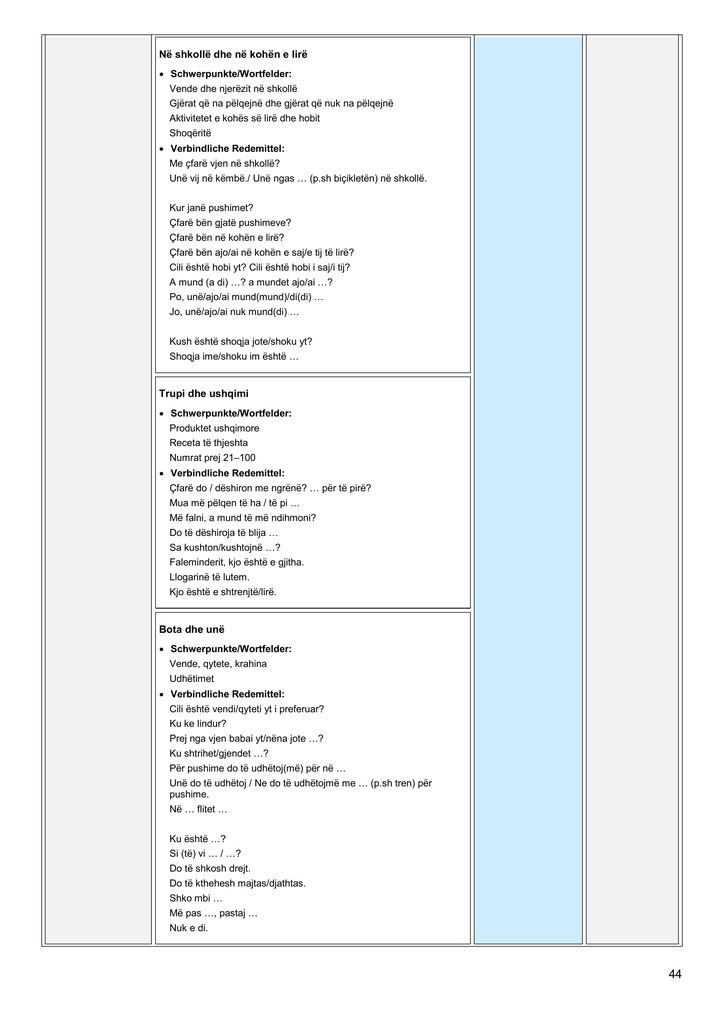 Në shkollë dhe në kohën e lirë
• Schwerpunkte/Wortfelder:
Vende dhe njerëzit në shkollë
Gjërat që na pëlqejnë dhe gjërat që nuk na pëlqejnë
Aktivitetet e kohës së lirë dhe hobit
Shoqëritë
• Verbindliche Redemittel:
Me çfarë vjen në shkollë?
Unë vij në këmbë./ Unë ngas … (p.sh biçikletën) në shkollë.
Kur janë pushimet?
Çfarë bën gjatë pushimeve?
Çfarë bën në kohën e lirë?
Çfarë bën ajo/ai në kohën e saj/e tij të lirë?
Cili është hobi yt? Cili është hobi i saj/i tij?
A mund (a di) …? a mundet ajo/ai …?
Po, unë/ajo/ai mund(mund)/di(di) …
Jo, unë/ajo/ai nuk mund(di) …
Kush është shoqja jote/shoku yt?
Shoqja ime/shoku im është …
Trupi dhe ushqimi
• Schwerpunkte/Wortfelder:
Produktet ushqimore
Receta të thjeshta
Numrat prej 21–100
• Verbindliche Redemittel:
Çfarë do / dëshiron me ngrënë? … për të pirë?
Mua më pëlqen të ha / të pi …
Më falni, a mund të më ndihmoni?
Do të dëshiroja të blija …
Sa kushton/kushtojnë …?
Faleminderit, kjo është e gjitha.
Llogarinë të lutem.
Kjo është e shtrenjtë/lirë.
Bota dhe unë
• Schwerpunkte/Wortfelder:
Vende, qytete, krahina
Udhëtimet
• Verbindliche Redemittel:
Cili është vendi/qyteti yt i preferuar?
Ku ke lindur?
Prej nga vjen babai yt/nëna jote …?
Ku shtrihet/gjendet …?
Për pushime do të udhëtoj(më) për në …
Unë do të udhëtoj / Ne do të udhëtojmë me … (p.sh tren) për
pushime.
Në … flitet …
Ku është …?
Si (të) vi … / …?
Do të shkosh drejt.
Do të kthehesh majtas/djathtas.
Shko mbi …
Më pas …, pastaj …
Nuk e di.
44